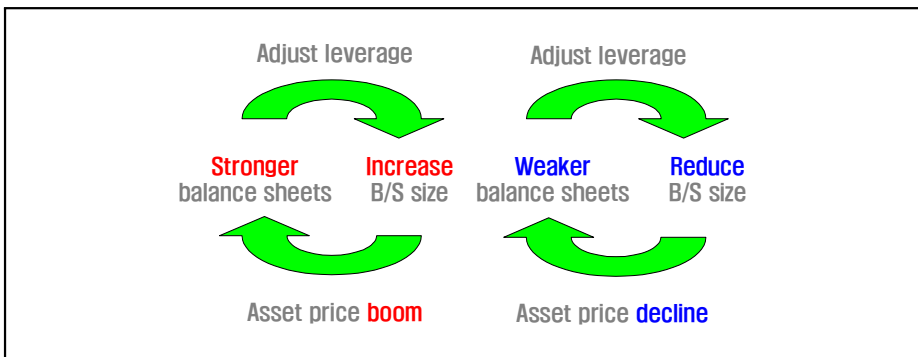 Adjust leverage
Adjust leverage
Stronger
balance sheets
Increase
B/S size
Weaker
balance sheets
Reduce
B/S size
Asset price boom
Asset price decline